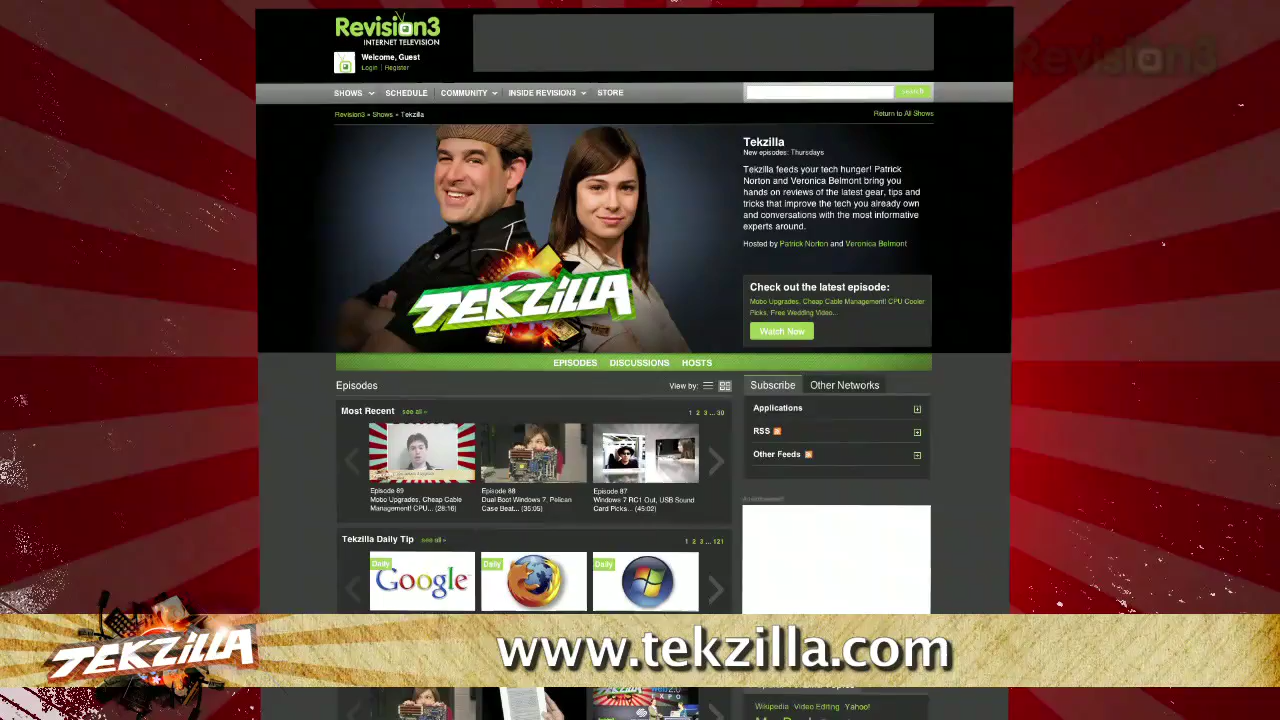 Revision3
INTERNET TELEVISION
Revision3
Welcome, Guest
Login | Register
SHOWS
SCHEDULE
COMMUNITY
INSIDE REVISION3
STORE
search
Revision3 » Shows » Tekzilla
Return to All Shows
Tekzilla
New episodes: Thursdays
Tekzilla feeds your tech hunger! Patrick
Norton and Veronica Belmont bring you
hands on reviews of the latest gear, tips and
tricks that improve the tech you already own
and conversations with the most informative
experts around.
Hosted by Patrick Norton and Veronica Belmont
TEKZILLA
Check out the latest episode:
Mobo Upgrades, Cheap Cable Management! CPU Cooler
Picks, Free Wedding Video...
Watch Now
EPISODES
DISCUSSIONS
HOSTS
Episodes
View by:
Subscribe
Other Networks
Most Recent
see all »
1 2 3 ... 30
Applications
RSS
Other Feeds
Episode 89
Mobo Upgrades, Cheap Cable
Management! CPU... (28:16)
Episode 88
Dual Boot Windows 7, Pelican
Case Beat... (35:05)
Episode 87
Windows 7 RC1 Out, USB Sound
Card Picks... (45:02)
Advertisement
Tekzilla Daily Tip
see all »
1 2 3 ... 121
Daily
Google
Daily
Daily
TEKZILLA
www.tekzilla.com
EXPO
Wikipedia Video Editing Yahoo!